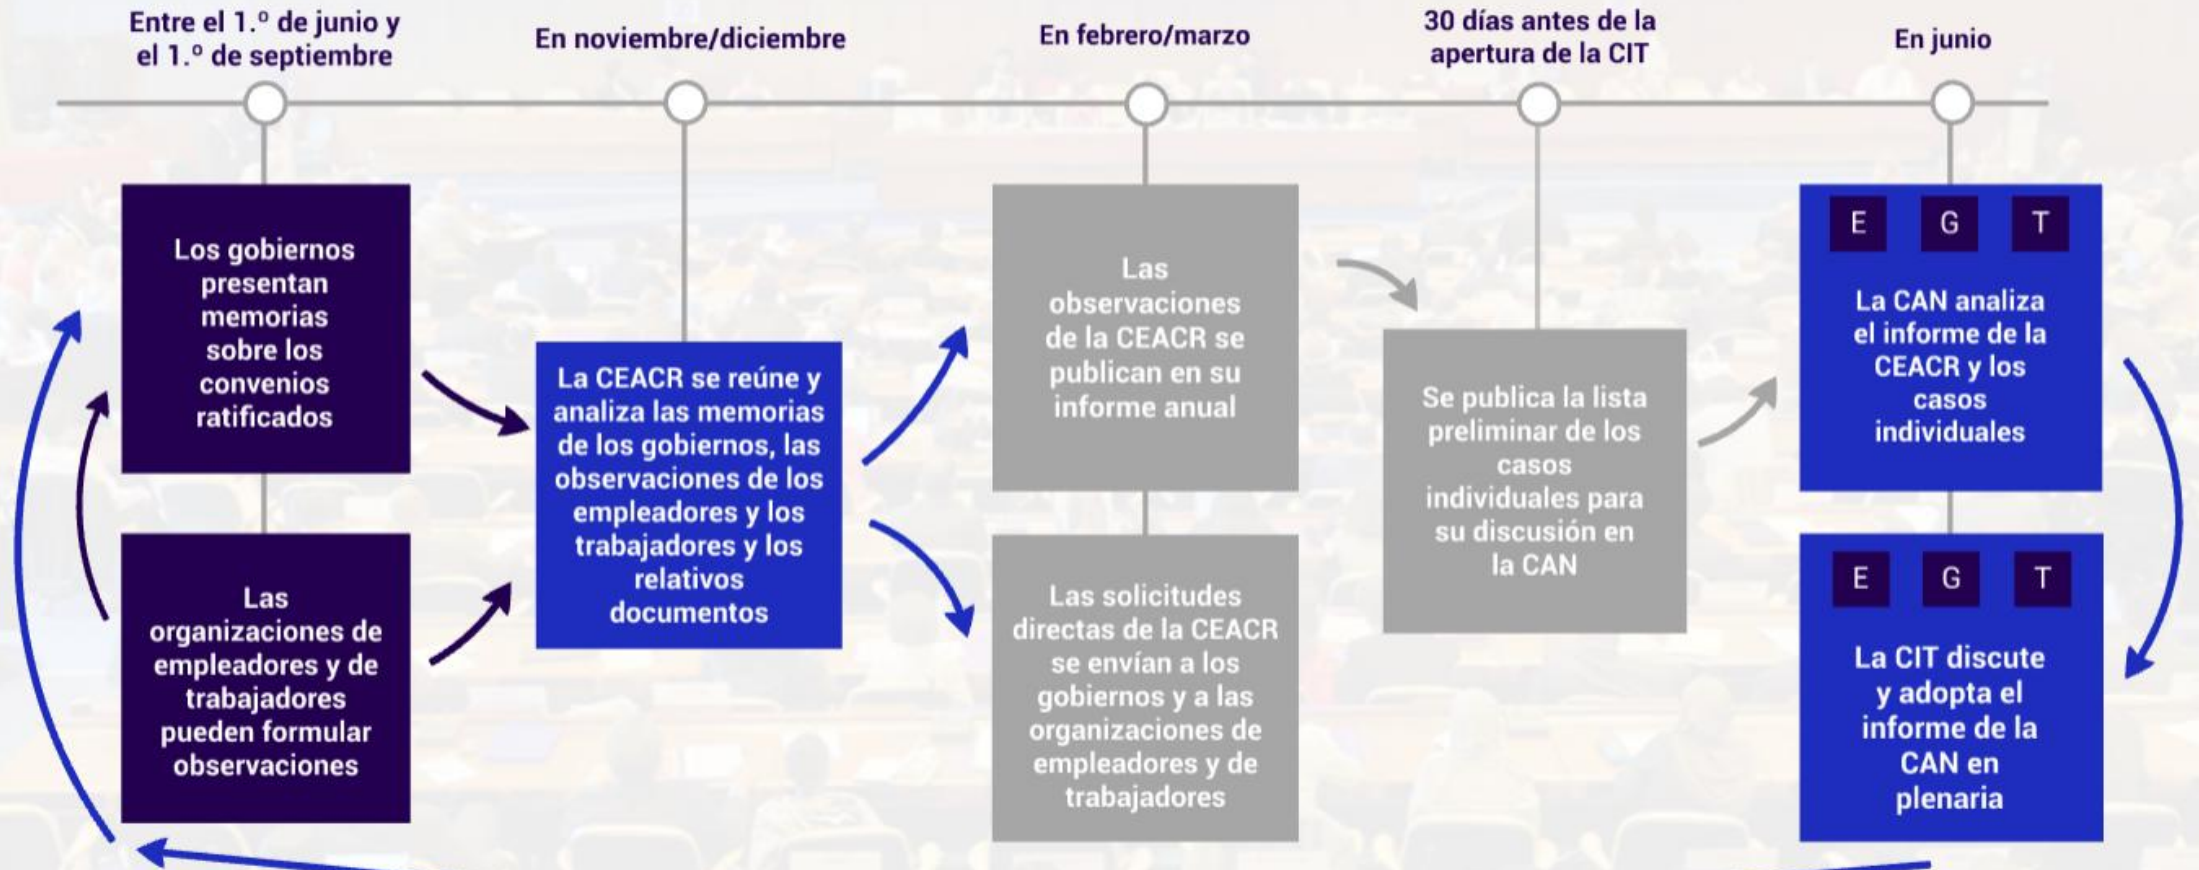 Entre el 1.º de junio y
el 1.º de septiembre
En noviembre/diciembre
En febrero/marzo
30 días antes de la
apertura de la CIT
En junio
Los gobiernos
presentan
memorias
sobre los
convenios
ratificados
Las
organizaciones de
empleadores y de
trabajadores
pueden formular
observaciones
La CEACR se reúne y
analiza las memorias
de los gobiernos, las
observaciones de los
empleadores y los
trabajadores y los
relativos
documentos
Las
observaciones
de la CEACR se
publican en su
informe anual
Las solicitudes
directas de la CEACR
se envían a los
gobiernos y a las
organizaciones de
empleadores y de
trabajadores
Se publica la lista
preliminar de los
casos
individuales para
su discusión en
la CAN
E G T
La CAN analiza
el informe de la
CEACR y los
casos
individuales
E G T
La CIT discute
y adopta el
informe de la
CAN en
plenaria